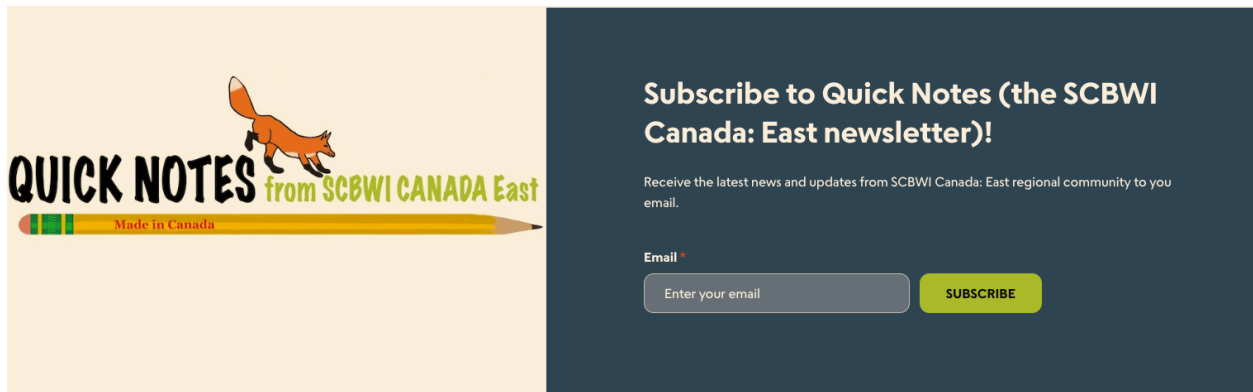 QUICK NOTES from SCBWI CANADA East
Made in Canada
Subscribe to Quick Notes (the SCBWI
Canada: East newsletter)!
Receive the latest news and updates from SCBWI Canada: East regional community to you
email.
Email *
Enter your email
SUBSCRIBE